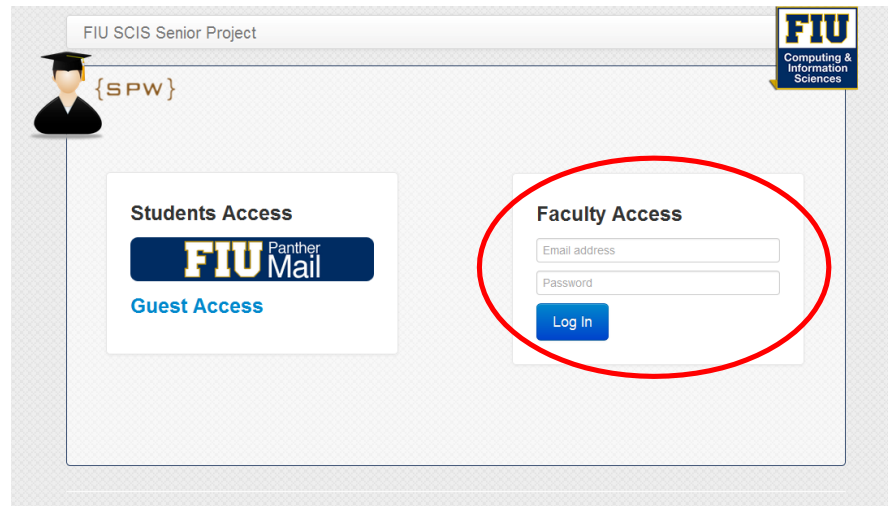 FIU SCIS Senior Project
FIU
Computing &
Information
Sciences
{SPW}
Students Access
FIU Panther
Mail
Guest Access
Faculty Access
Email address
Password
Log In